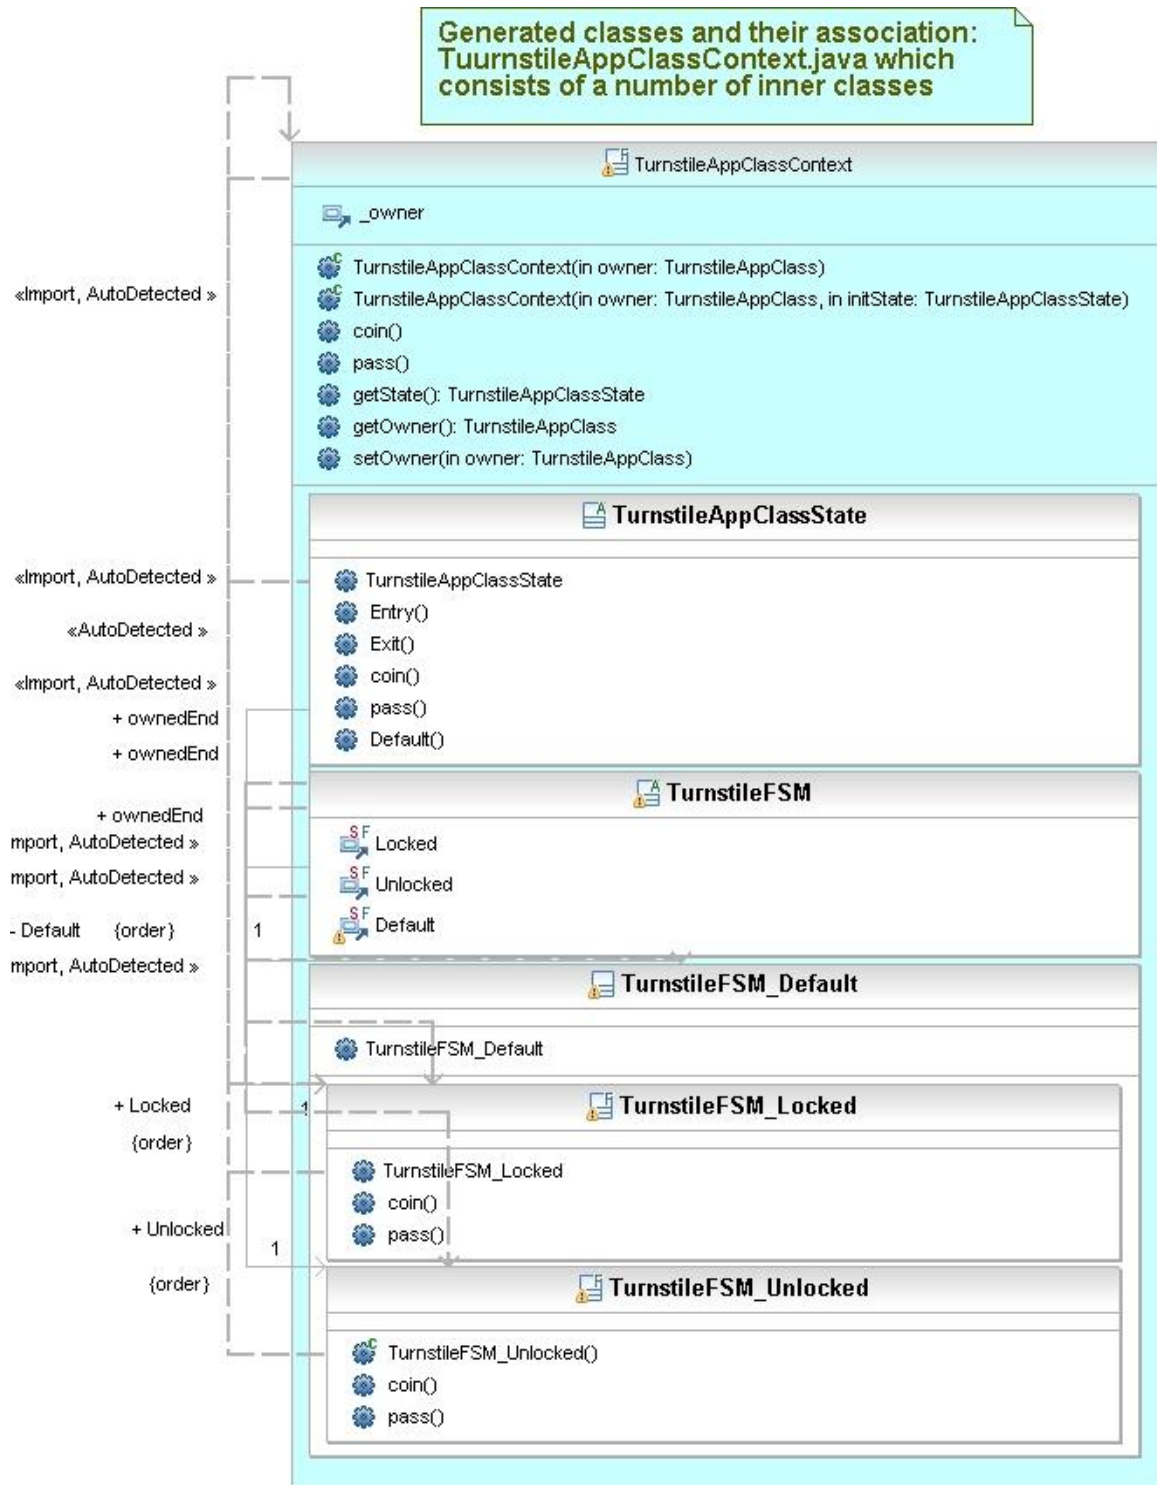 Generated classes and their association:
TuurnstileAppClassContext.java which
consists of a number of inner classes
TurnstileAppClassContext
_owner
TurnstileAppClassContext(in owner: TurnstileAppClass)
«Import, AutoDetected »
TurnstileAppClassContext(in owner: TurnstileAppClass, in initState: TurnstileAppClassState)
coin()
pass()
getState(): TurnstileAppClassState
getOwner(): TurnstileAppClass
setOwner(in owner: TurnstileAppClass)
TurnstileAppClassState
«Import, AutoDetected »
TurnstileAppClassState
Entry()
«AutoDetected »
Exit()
coin()
«Import, AutoDetected »
pass()
+ ownedEnd
Default()
+ ownedEnd
TurnstileFSM
+ ownedEnd
mport, AutoDetected »
Locked
mport, AutoDetected »
Unlocked
- Default {order} 1
Default
mport, AutoDetected »
TurnstileFSM_Default
TurnstileFSM_Default
+ Locked
1
TurnstileFSM_Locked
{order}
TurnstileFSM_Locked
coin()
+ Unlocked
pass()
1
{order}
TurnstileFSM_Unlocked
TurnstileFSM_Unlocked()
coin()
pass()